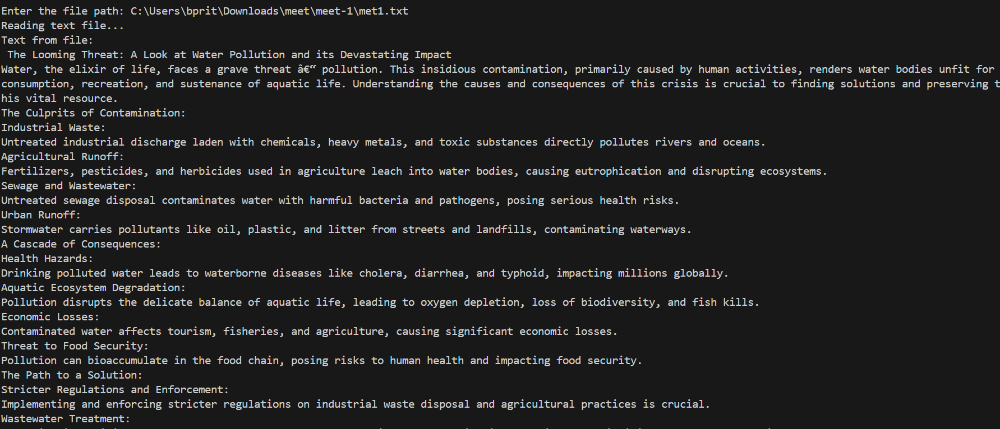 Enter the file path: C:\Users\bprit\Downloads\meet\meet-1\met1.txt
Reading text file...
Text from file:
 The Looming Threat: A Look at Water Pollution and its Devastating Impact
Water, the elixir of life, faces a grave threat â€“ pollution. This insidious contamination, primarily caused by human activities, renders water bodies unfit for
consumption, recreation, and sustenance of aquatic life. Understanding the causes and consequences of this crisis is crucial to finding solutions and preserving t
his vital resource.
The Culprits of Contamination:
Industrial Waste:
Untreated industrial discharge laden with chemicals, heavy metals, and toxic substances directly pollutes rivers and oceans.
Agricultural Runoff:
Fertilizers, pesticides, and herbicides used in agriculture leach into water bodies, causing eutrophication and disrupting ecosystems.
Sewage and Wastewater:
Untreated sewage disposal contaminates water with harmful bacteria and pathogens, posing serious health risks.
Urban Runoff:
Stormwater carries pollutants like oil, plastic, and litter from streets and landfills, contaminating waterways.
A Cascade of Consequences:
Health Hazards:
Drinking polluted water leads to waterborne diseases like cholera, diarrhea, and typhoid, impacting millions globally.
Aquatic Ecosystem Degradation:
Pollution disrupts the delicate balance of aquatic life, leading to oxygen depletion, loss of biodiversity, and fish kills.
Economic Losses:
Contaminated water affects tourism, fisheries, and agriculture, causing significant economic losses.
Threat to Food Security:
Pollution can bioaccumulate in the food chain, posing risks to human health and impacting food security.
The Path to a Solution:
Stricter Regulations and Enforcement:
Implementing and enforcing stricter regulations on industrial waste disposal and agricultural practices is crucial.
Wastewater Treatment: